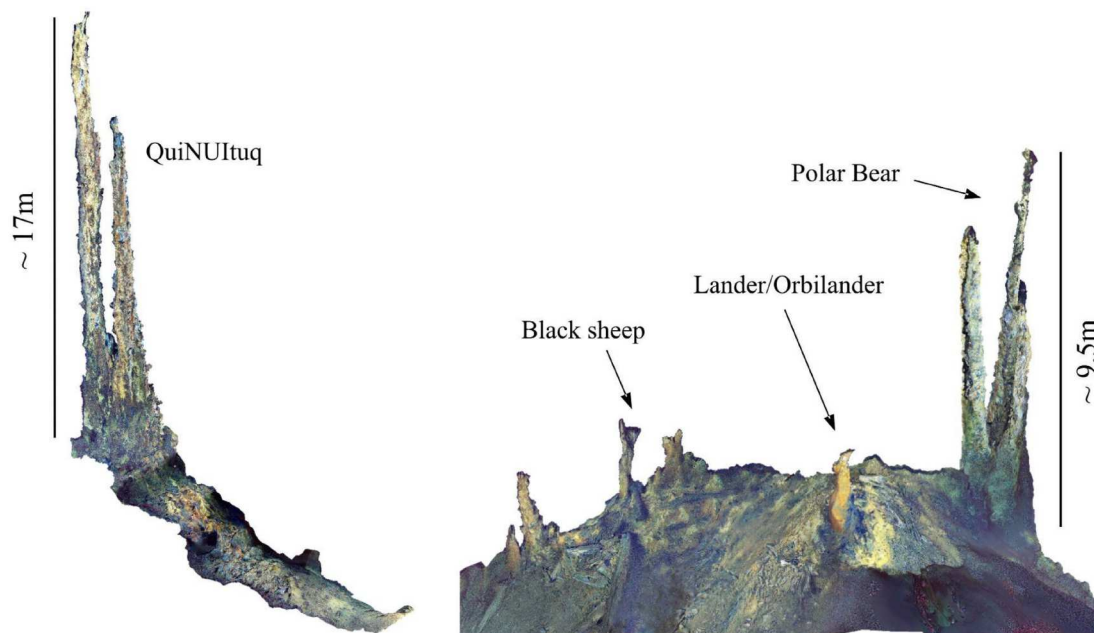 QuiNUItuq
~ 17m
Polar Bear
Lander/Orbilander
Black sheep
~ 9.5m